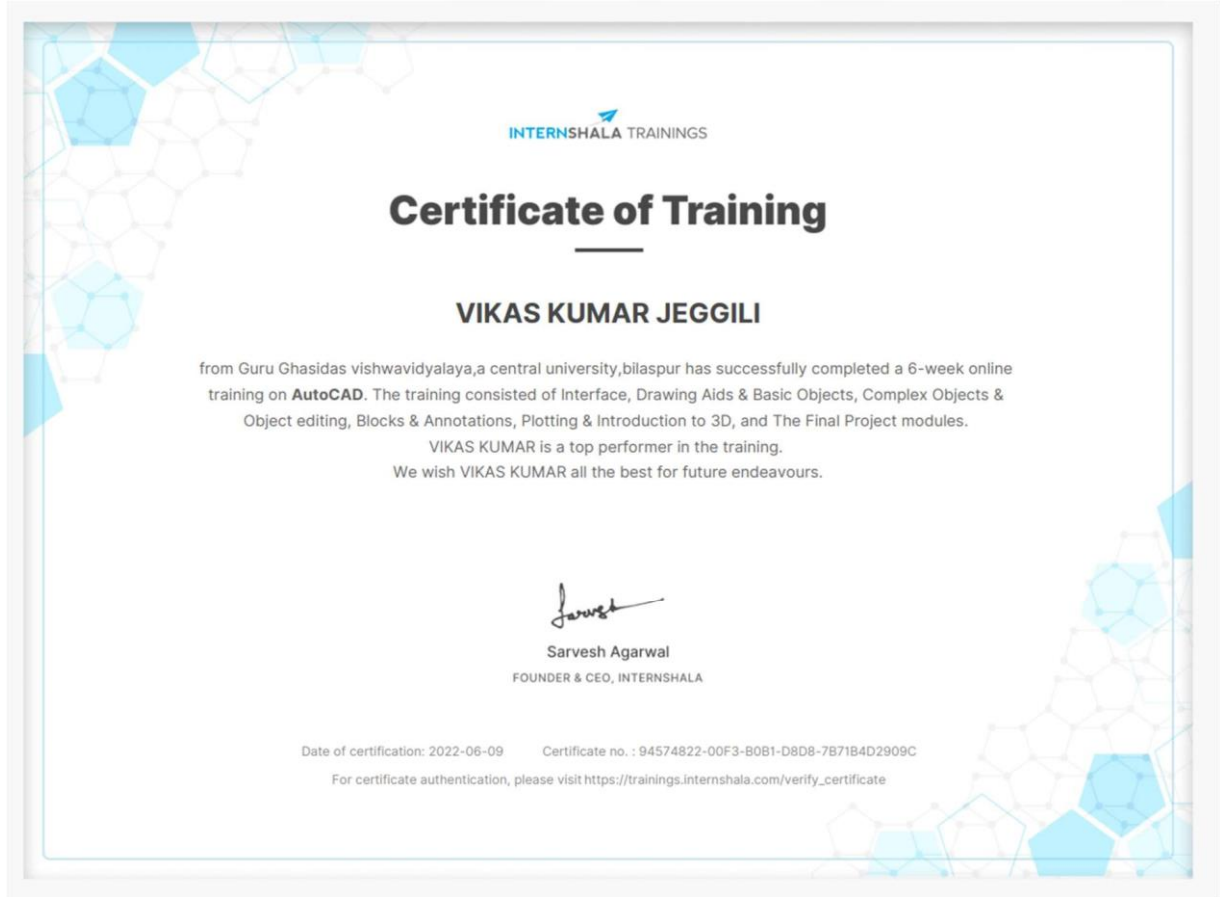 INTERNSHALA TRAININGS
Certificate of Training
VIKAS KUMAR JEGGILI
from Guru Ghasidas vishwavidyalaya,a central university,bilaspur has successfully completed a 6-week online
training on AutoCAD. The training consisted of Interface, Drawing Aids & Basic Objects, Complex Objects &
Object editing, Blocks & Annotations, Plotting & Introduction to 3D, and The Final Project modules.
VIKAS KUMAR is a top performer in the training.
We wish VIKAS KUMAR all the best for future endeavours.
Sarvesh
Sarvesh Agarwal
FOUNDER & CEO, INTERNSHALA
Date of certification: 2022-06-09 Certificate no. : 94574822-00F3-B0B1-D8D8-7B71B4D2909C
For certificate authentication, please visit https://trainings.internshala.com/verify_certificate